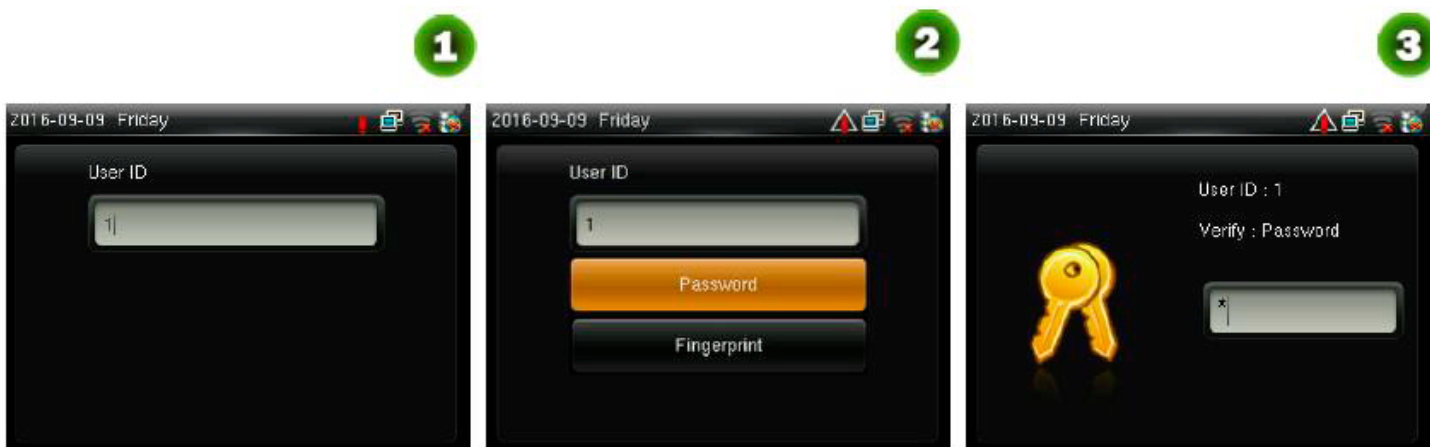 1
2
3
2016-09-09 Friday
User ID
1
2016-09-09 Friday
User ID
1
Password
Fingerprint
2016-09-09 Friday
User ID : 1
Verify : Password
*